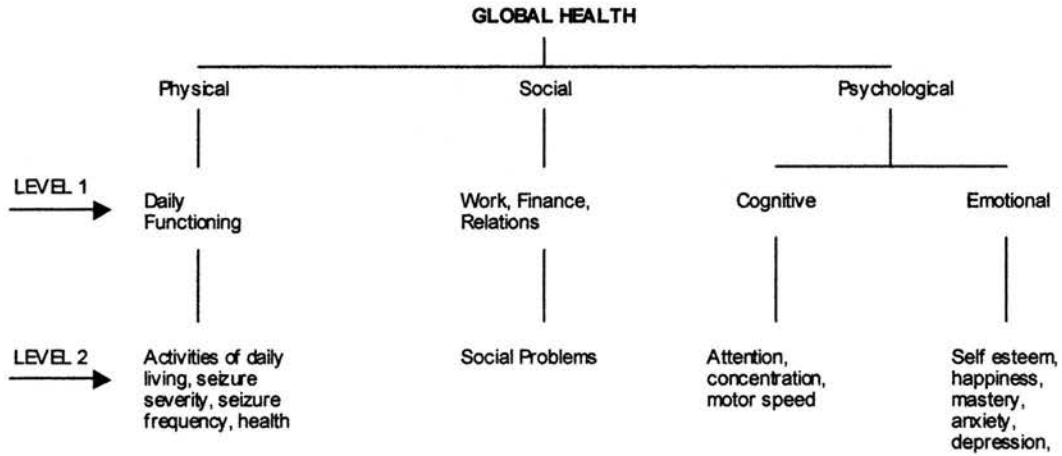 GLOBAL HEALTH
Physical
Social
Psychological
LEVEL 1
Daily
Functioning
Work, Finance,
Relations
Cognitive
Emotional
LEVEL 2
Activities of daily
living, seizure
severity, seizure
frequency, health
Social Problems
Attention,
concentration,
motor speed
Self esteem,
happiness,
mastery,
anxiety,
depression,